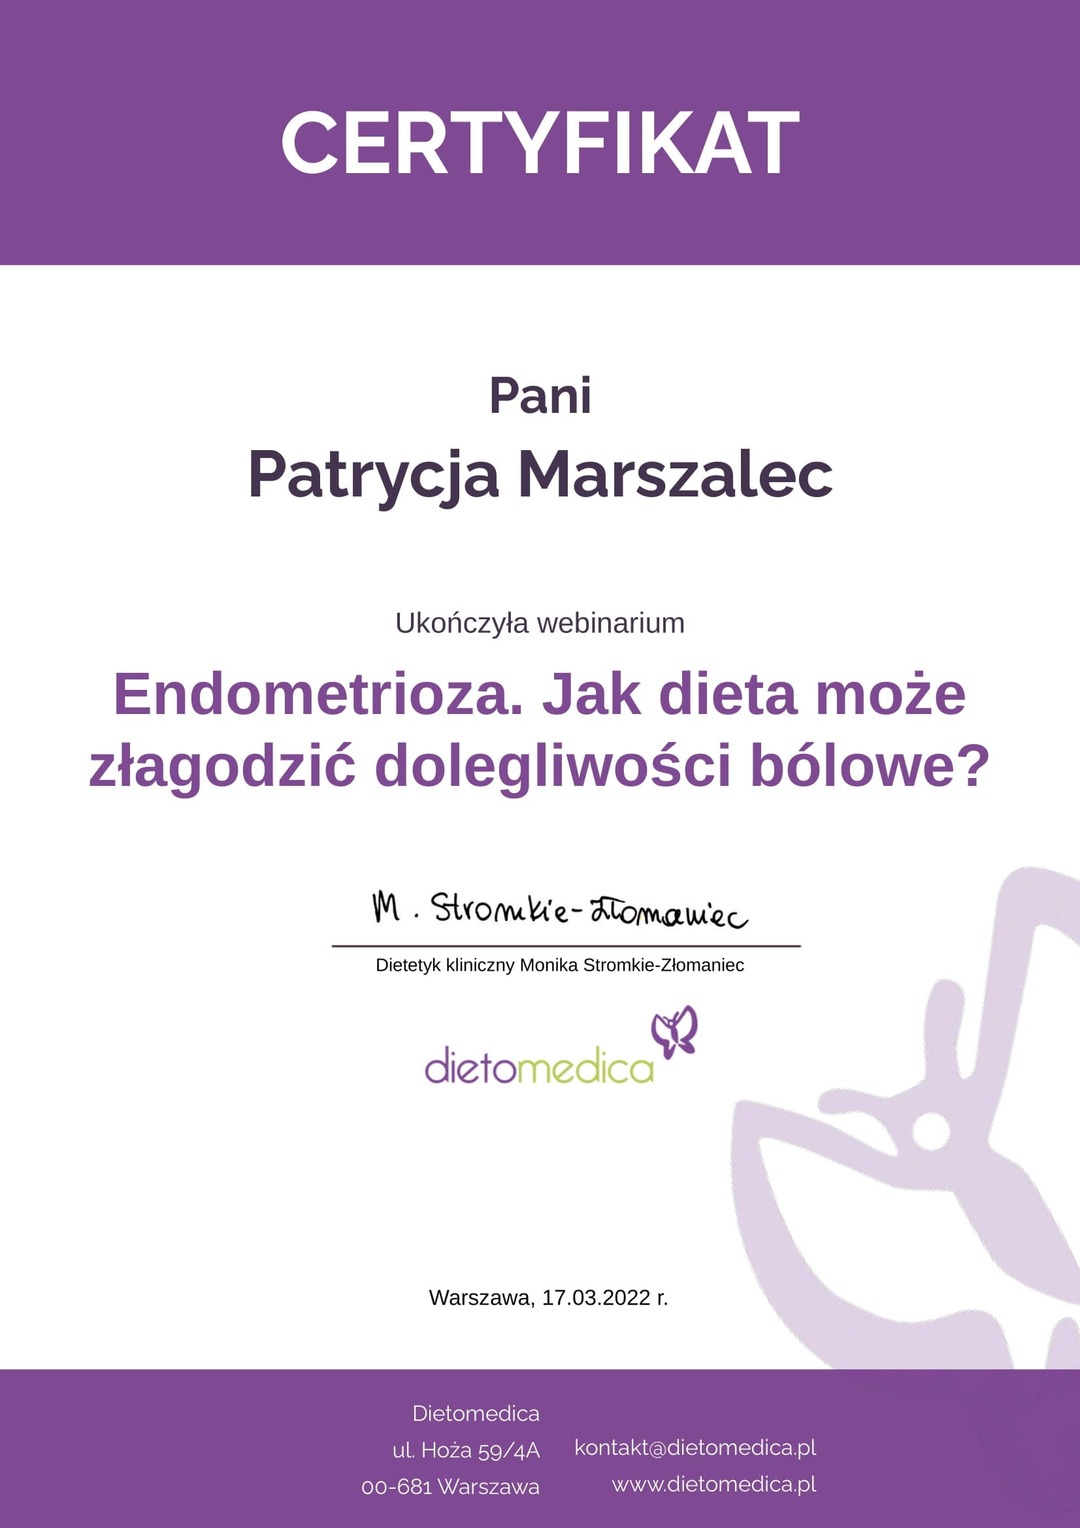 CERTYFIKAT
Pani
Patrycja Marszalec
Ukończyła webinarium
Endometrioza. Jak dieta może
złagodzić dolegliwości bólowe?
M. Stromkie-Złomaniec
Dietetyk kliniczny Monika Stromkie-Złomaniec
dietomedica
Warszawa, 17.03.2022 r.
Dietomedica
ul. Hoża 59/4A
00-681 Warszawa
kontakt@dietomedica.pl
www.dietomedica.pl